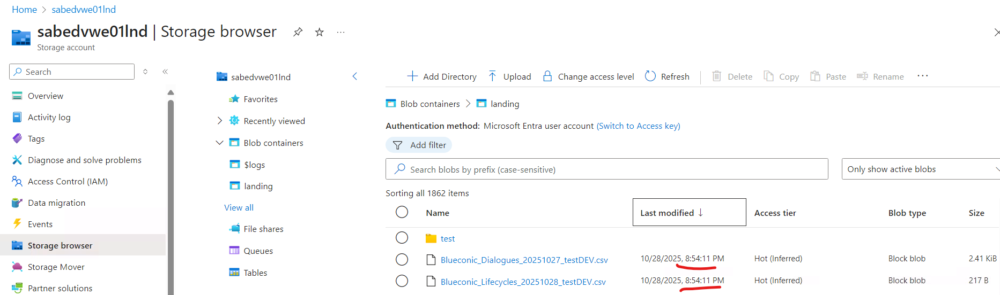 Home > sabedvwe01lnd
sabedvwe01lnd | Storage browser ...
Storage account
Search
Overview
Activity log
Tags
Diagnose and solve problems
Access Control (IAM)
Data migration
Events
Storage browser
Storage Mover
Partner solutions
sabedvwe01lnd
Favorites
Recently viewed
Blob containers
$logs
landing
View all
File shares
Queues
Tables
Add Directory Upload Change access level Refresh Delete Copy Paste Rename ...
Blob containers > landing
Authentication method: Microsoft Entra user account (Switch to Access key)
Add filter
Search blobs by prefix (case-sensitive) Only show active blobs
Sorting all 1862 items
Name Last modified ↓ Access tier Blob type Size
test
Blueconic_Dialogues_20251027_testDEV.csv 10/28/2025, 8:54:11 PM Hot (Inferred) Block blob 2.41 KiB
Blueconic_Lifecycles_20251028_testDEV.csv 10/28/2025, 8:54:11 PM Hot (Inferred) Block blob 217 B